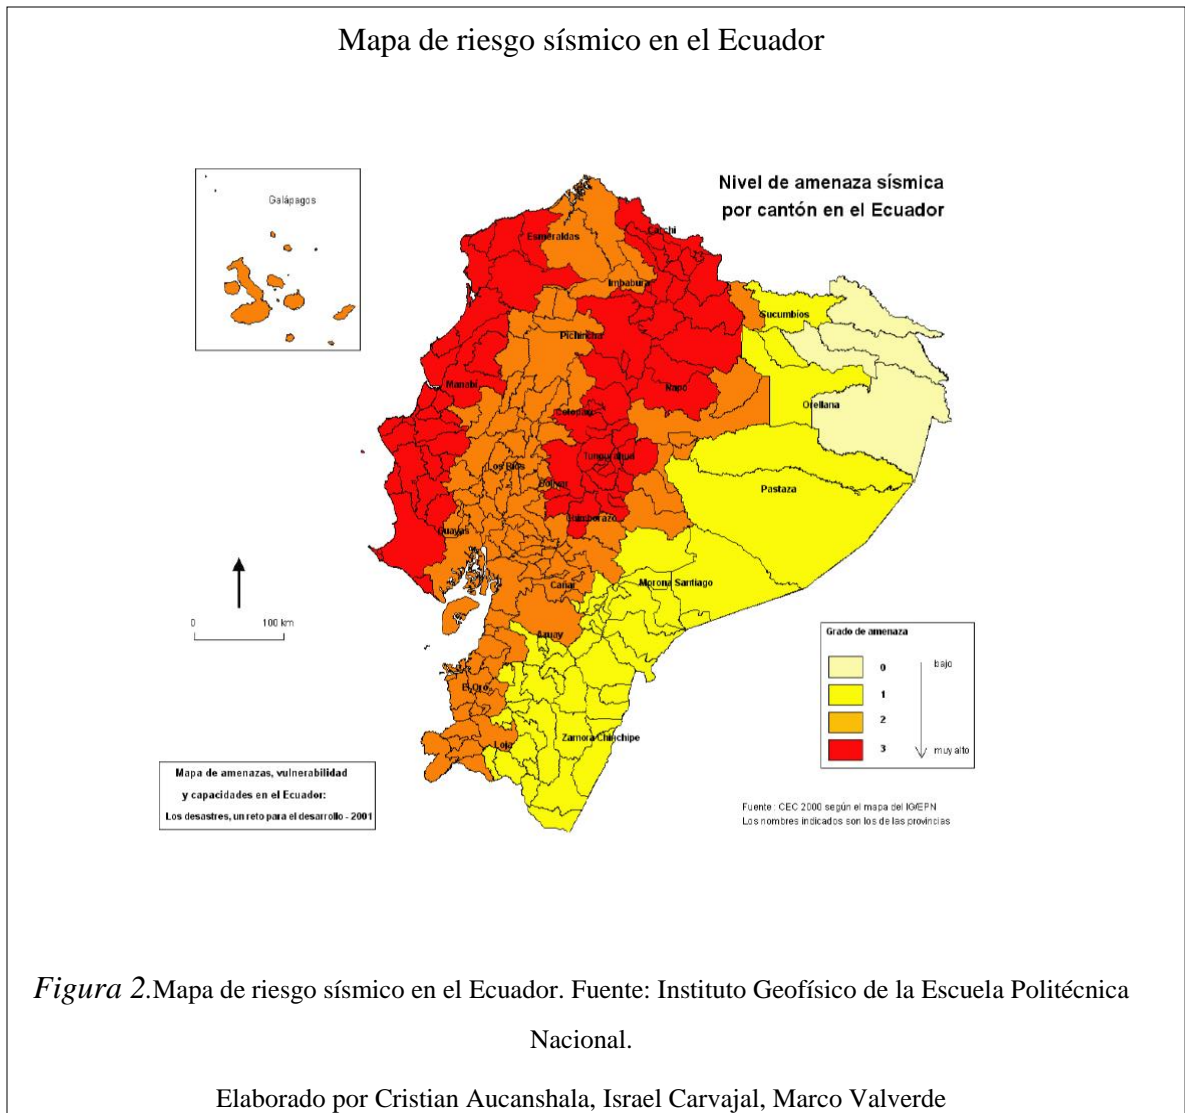 Mapa de riesgo sísmico en el Ecuador
Nivel de amenaza sísmica
por cantón en el Ecuador
Galápagos
Esmeraldas
Carchi
Imbabura
Sucumbíos
Pichincha
Manabí
Napo
Orellana
Cotopaxi
Tungurahua
Los Ríos
Bolívar
Pastaza
Chimborazo
Guayas
Cañar
Morona Santiago
Azuay
El Oro
Loja
Zamora Chinchipe
0 100 km
Grado de amenaza
0 bajo
1
2
3 muy alto
Mapa de amenazas, vulnerabilidad
y capacidades en el Ecuador:
Los desastres, un reto para el desarrollo - 2001
Fuente : CEC 2000 según el mapa del IG/EPN
Los nombres indicados son los de las provincias
Figura 2.Mapa de riesgo sísmico en el Ecuador. Fuente: Instituto Geofísico de la Escuela Politécnica
Nacional.
Elaborado por Cristian Aucanshala, Israel Carvajal, Marco Valverde